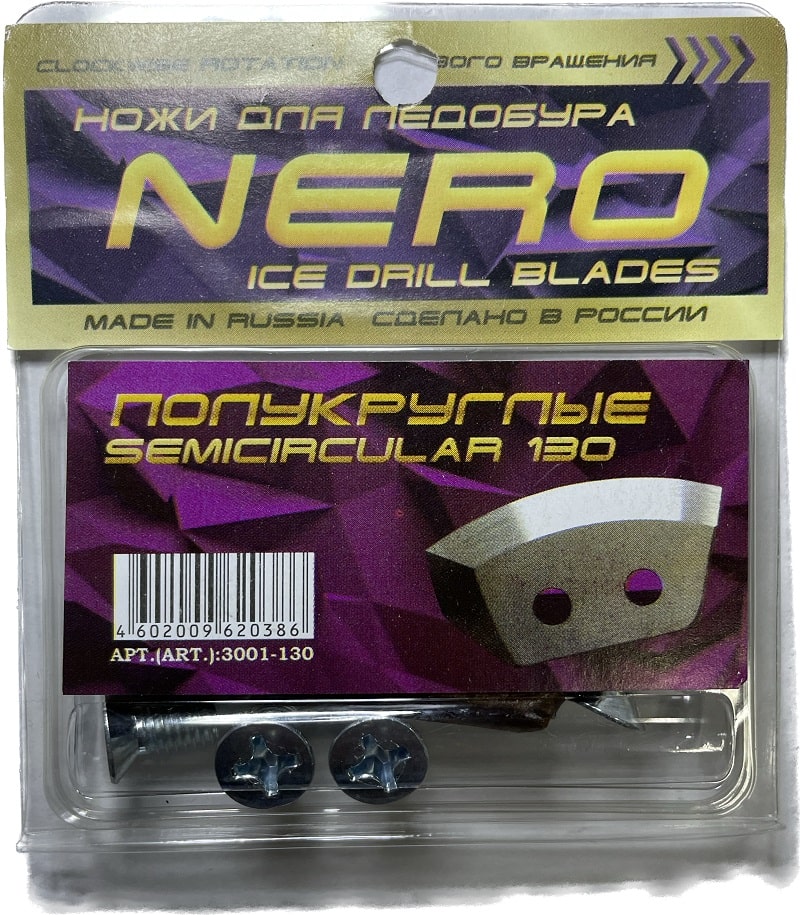 CLOCKWISE ROTATION ВОГО ВРАЩЕНИЯ
НОЖИ ДЛЯ ЛЕДОБУРА
NERO
ICE DRILL BLADES
MADE IN RUSSIA СДЕЛАНО В РОССИИ
ПОЛУКРУГЛЫЕ
SEMICIRCULAR 130
4 602009 620386
АРТ.(ART.):3001-130